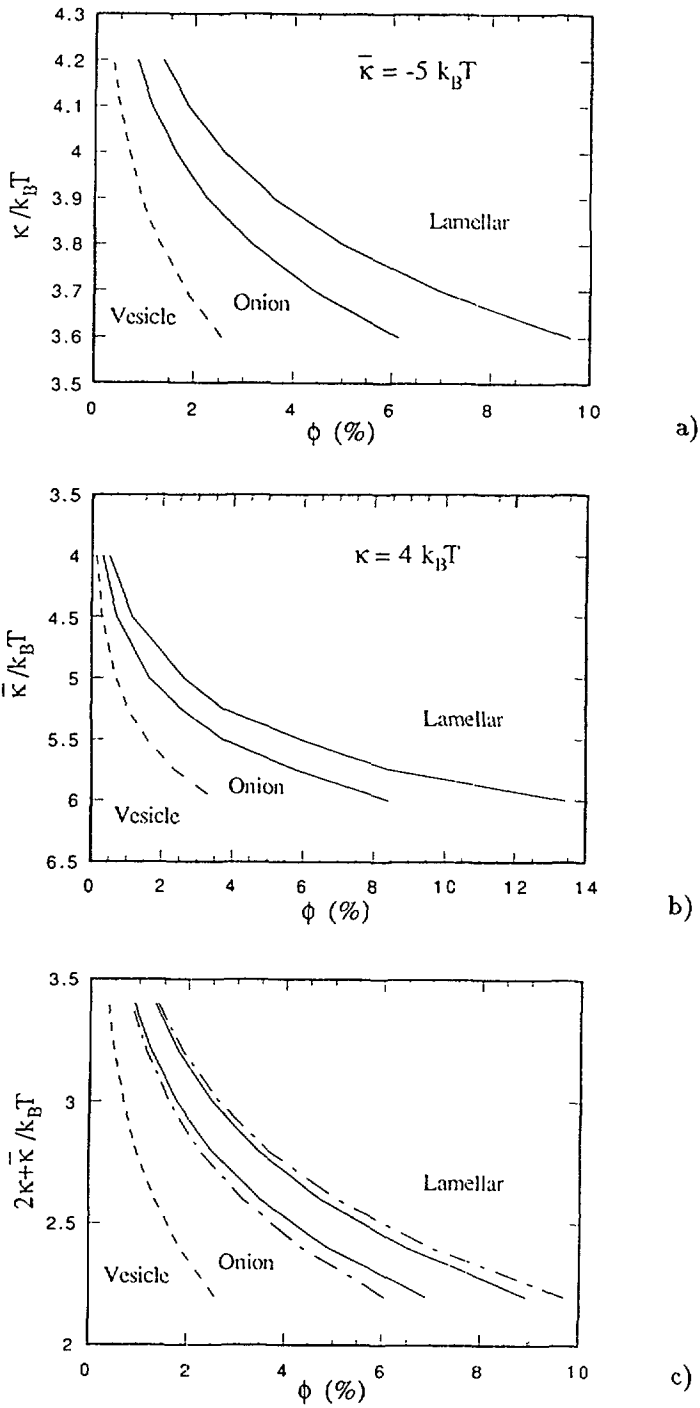 4.3
4.2
4.1
4
3.9
3.8
3.7
3.6
3.5
κ/k_BT
κ̄ = -5 k_BT
Lamellar
Onion
Vesicle
0 2 4 6 8 10
ϕ (%)
a)
3.5
4
4.5
5
5.5
6
6.5
κ̄/k_BT
κ = 4 k_BT
Lamellar
Onion
Vesicle
0 2 4 6 8 10 12 14
ϕ (%)
b)
3.5
3
2.5
2
2κ+κ̄/k_BT
Lamellar
Onion
Vesicle
0 2 4 6 8 10
ϕ (%)
c)